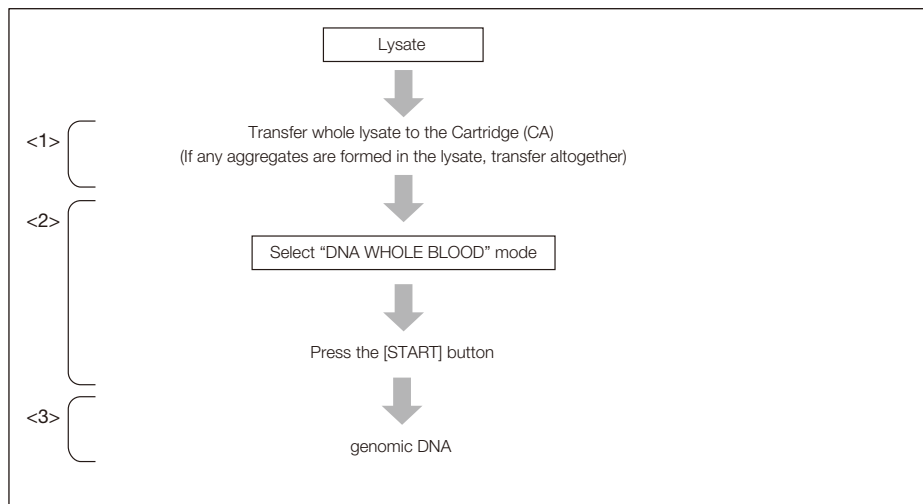 Lysate
<1>
Transfer whole lysate to the Cartridge (CA)
(If any aggregates are formed in the lysate, transfer altogether)
<2>
Select “DNA WHOLE BLOOD” mode
Press the [START] button
<3>
genomic DNA